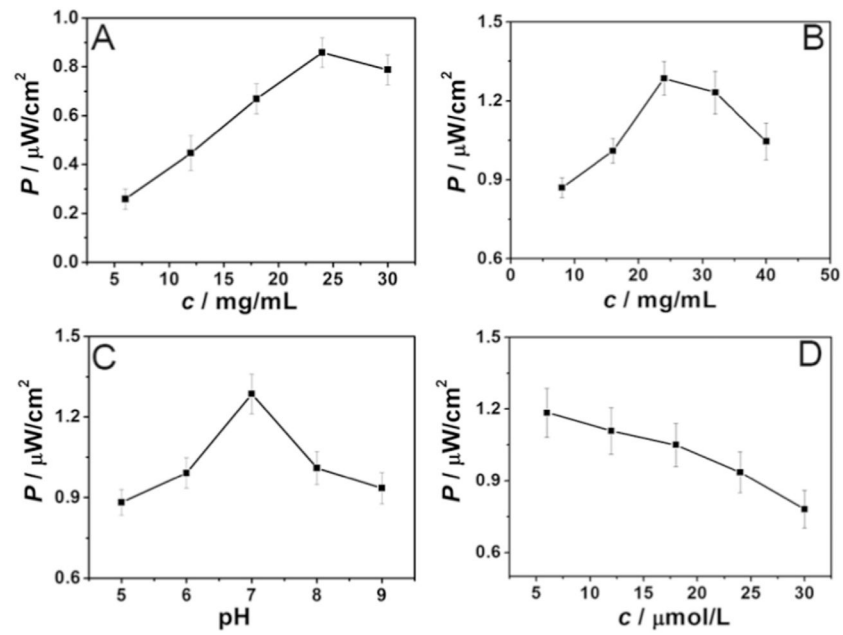 A
P / μW/cm²
1.0
0.8
0.6
0.4
0.2
0.0
5 10 15 20 25 30
c / mg/mL
B
P / μW/cm²
1.5
1.2
0.9
0.6
0 10 20 30 40 50
c / mg/mL
C
P / μW/cm²
1.5
1.2
0.9
0.6
5 6 7 8 9
pH
D
P / μW/cm²
1.5
1.2
0.9
0.6
5 10 15 20 25 30
c / μmol/L